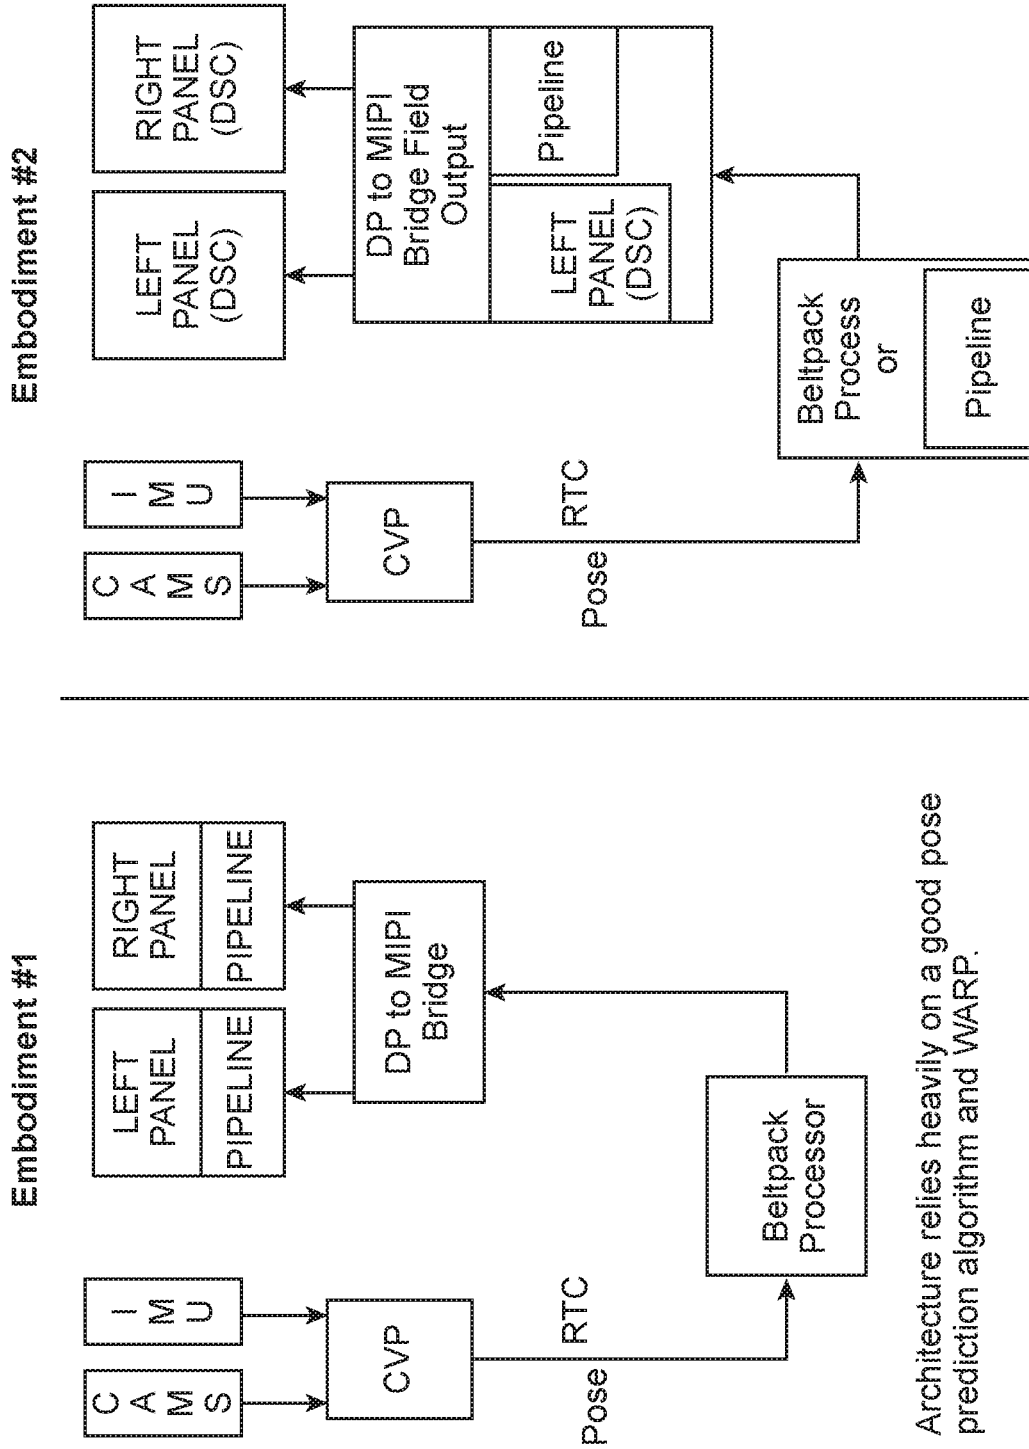 Embodiment #1
C
A
M
S
I
M
U
CVP
Pose
RTC
Beltpack
Processor
DP to MIPI
Bridge
LEFT
PANEL
PIPELINE
RIGHT
PANEL
PIPELINE
Architecture relies heavily on a good pose
prediction algorithm and WARP.
Embodiment #2
C
A
M
S
I
M
U
CVP
Pose
RTC
Beltpack
Process
or
Pipeline
DP to MIPI
Bridge Field
Output
LEFT
PANEL
(DSC)
Pipeline
LEFT
PANEL
(DSC)
RIGHT
PANEL
(DSC)